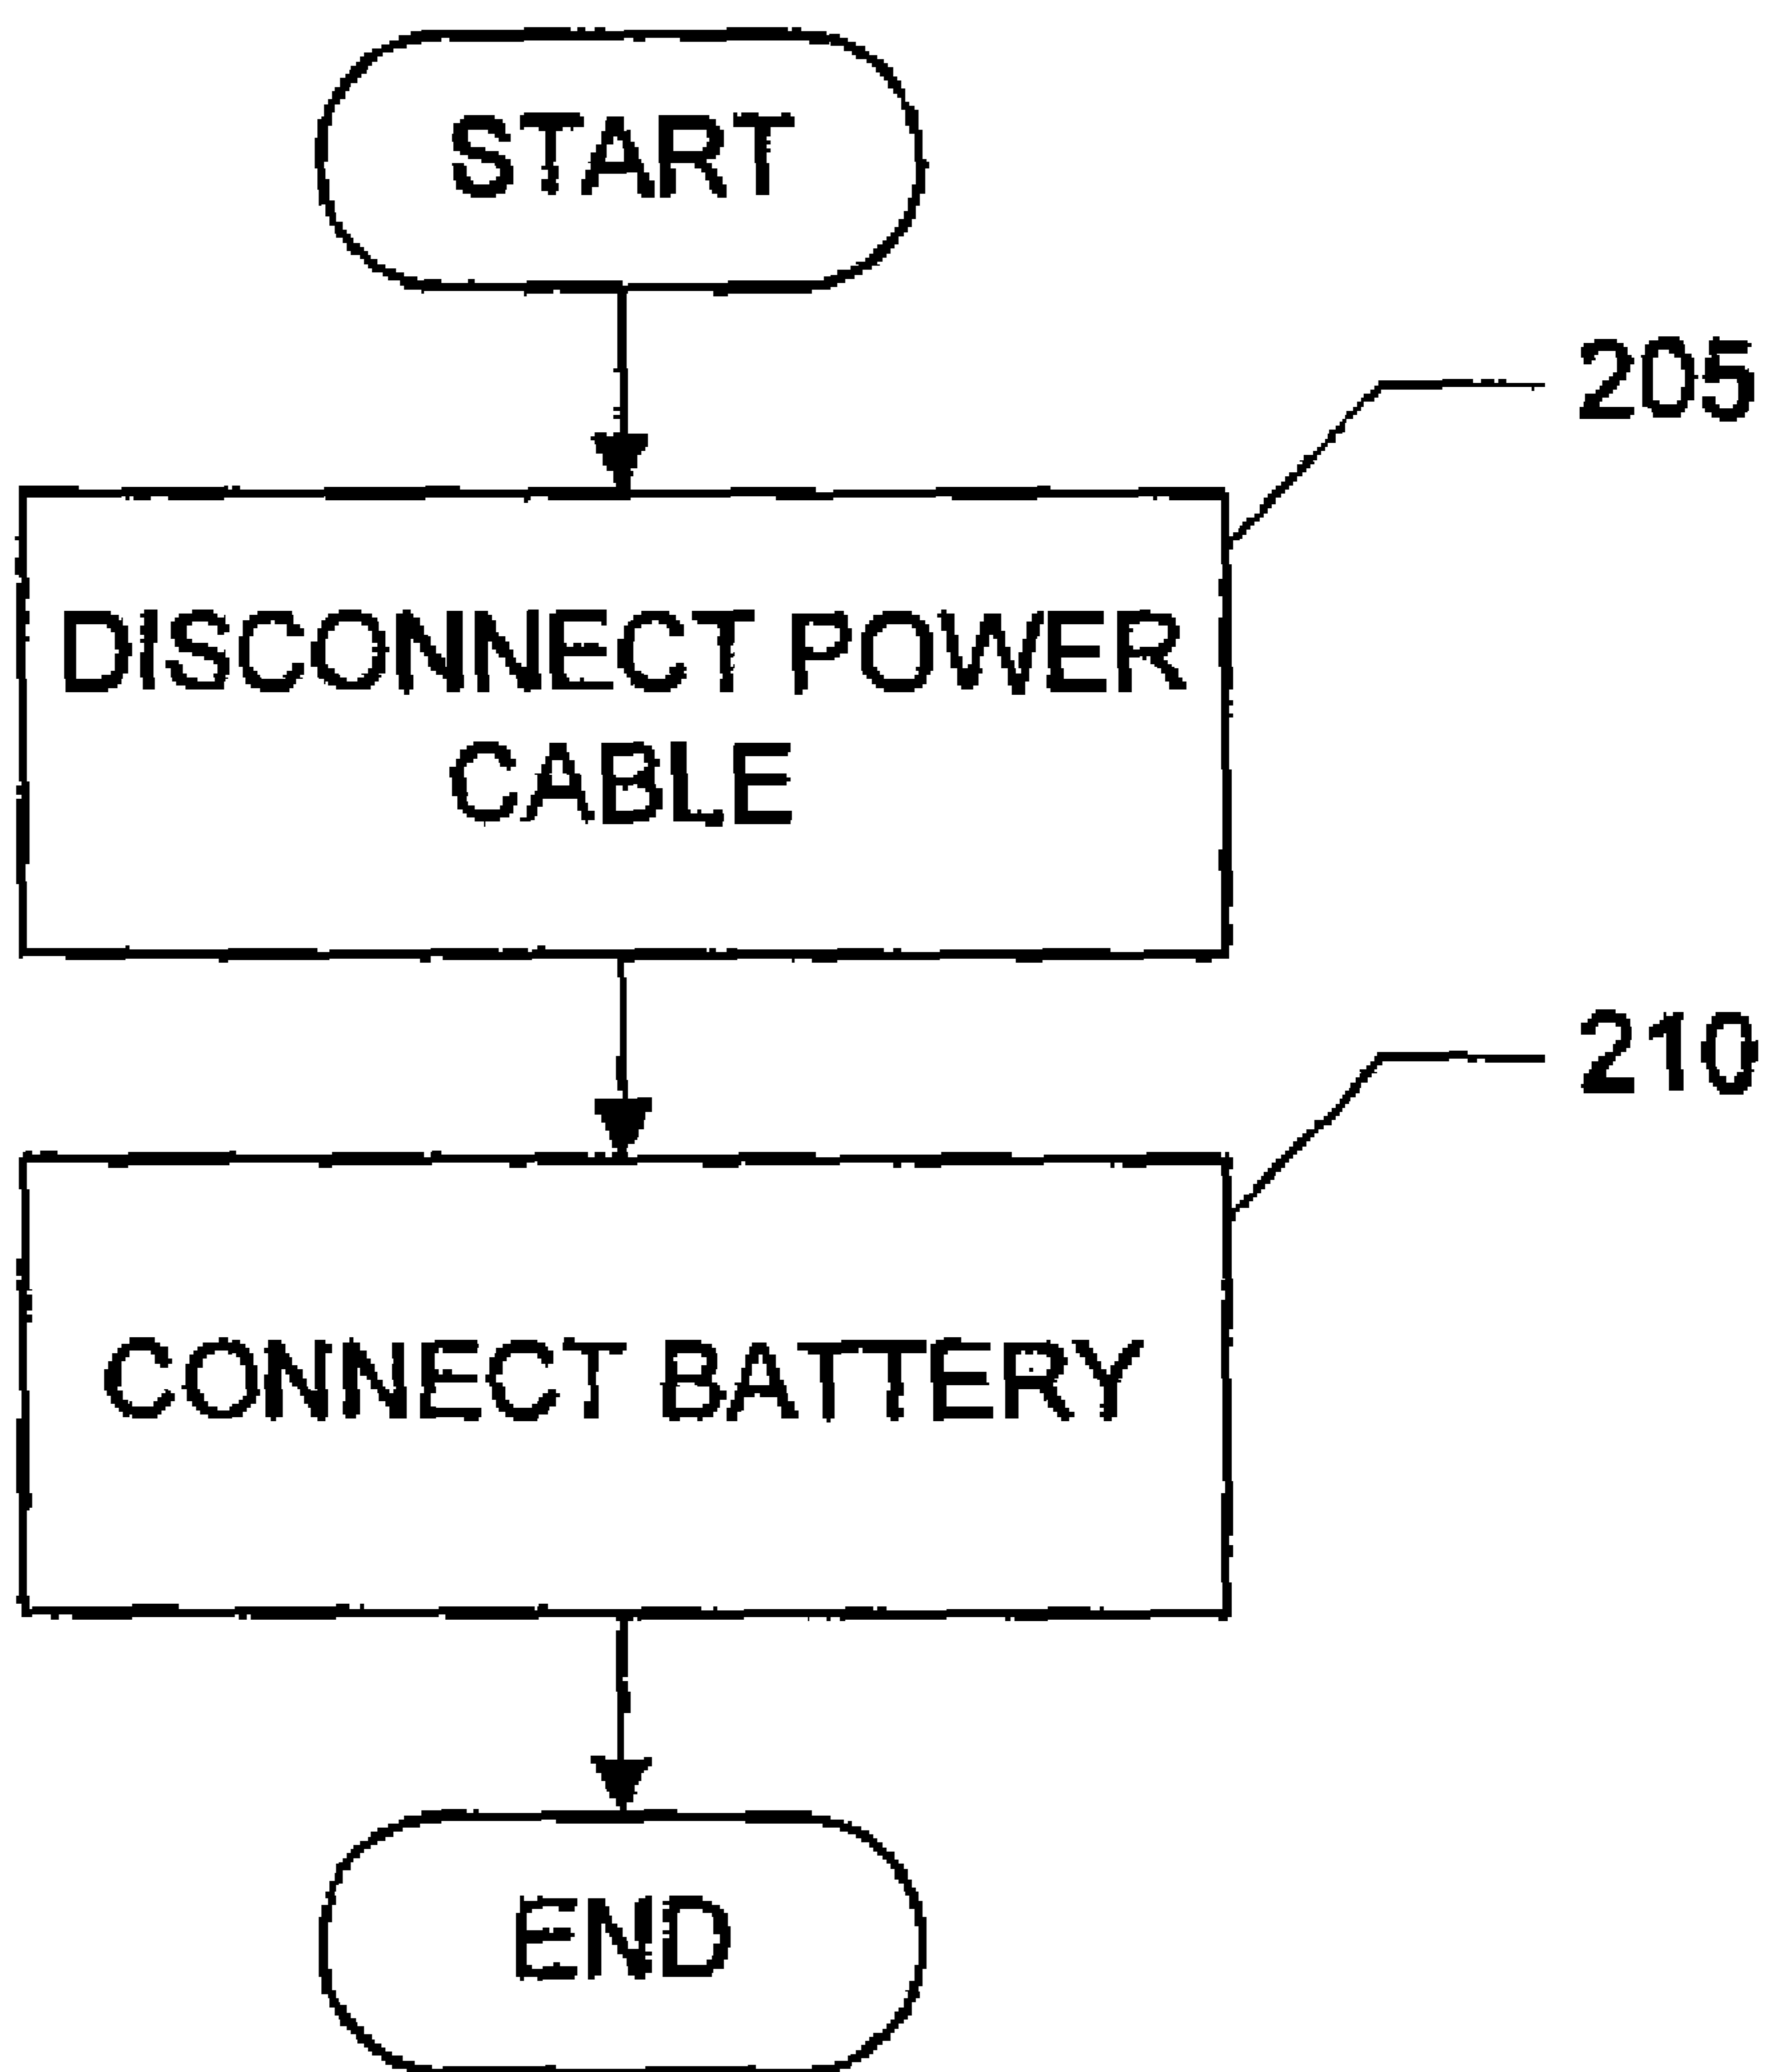 START
205
DISCONNECT POWER
CABLE
210
CONNECT BATTERY
END